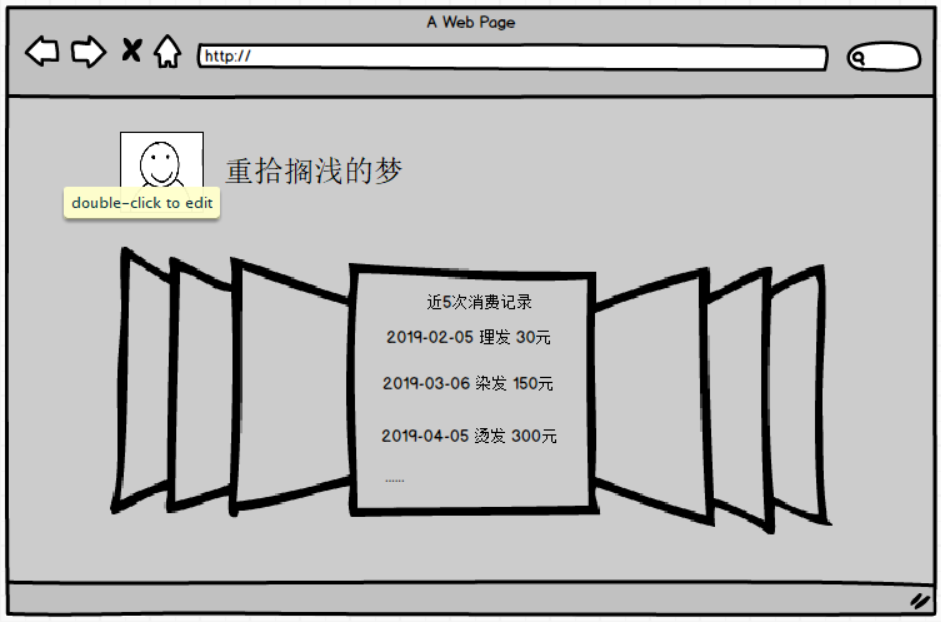 A Web Page
http://
重拾搁浅的梦
double-click to edit
近5次消费记录
2019-02-05 理发 30元
2019-03-06 染发 150元
2019-04-05 烫发 300元
......